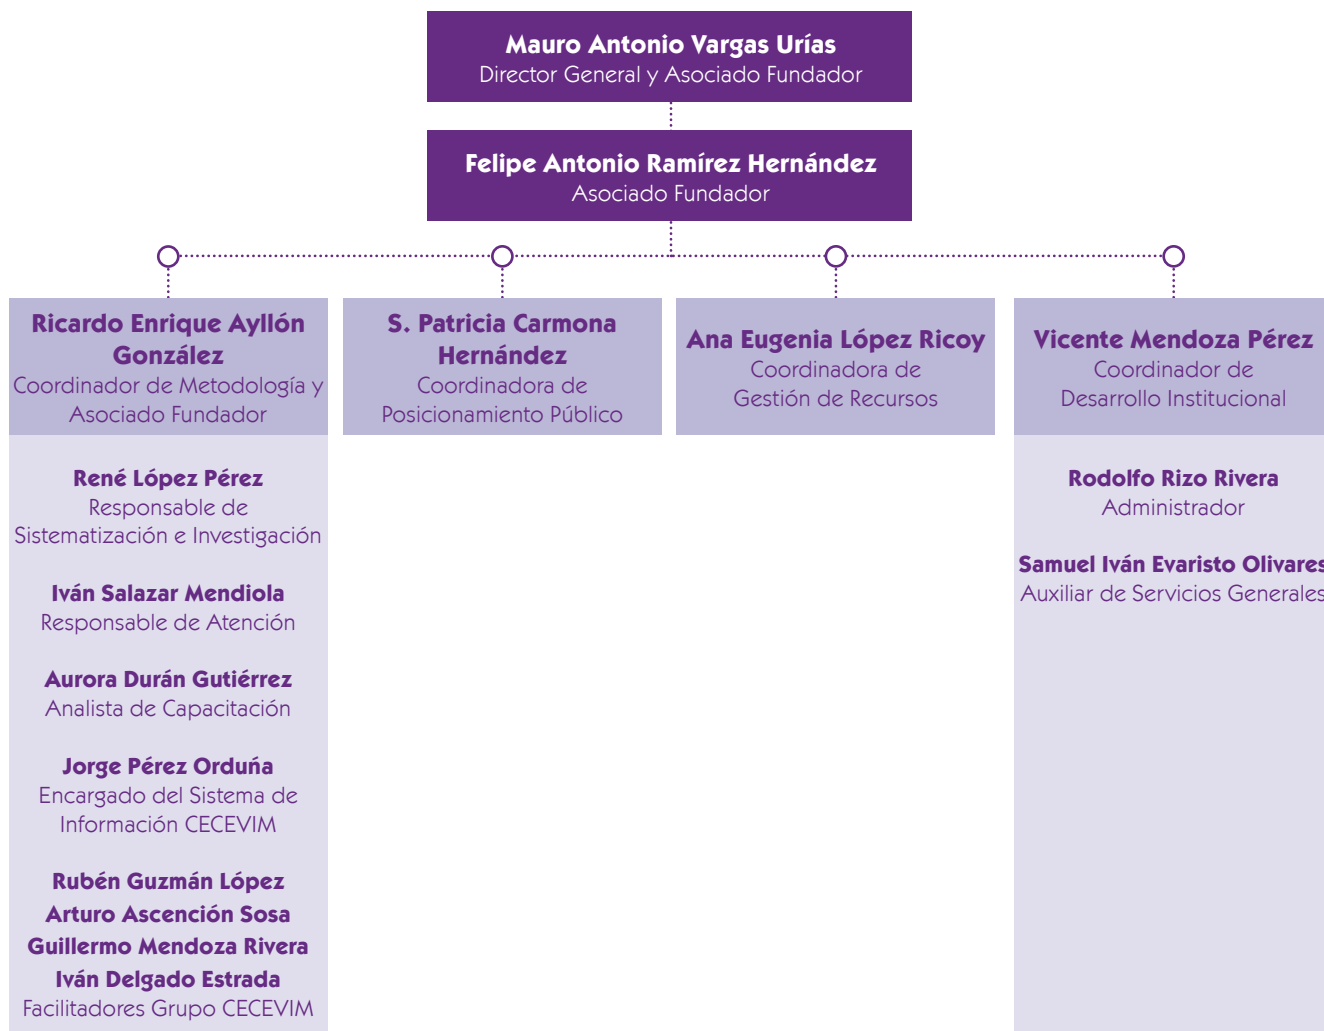 Mauro Antonio Vargas Urías
Director General y Asociado Fundador
Felipe Antonio Ramírez Hernández
Asociado Fundador
Ricardo Enrique Ayllón
González
Coordinador de Metodología y
Asociado Fundador
S. Patricia Carmona
Hernández
Coordinadora de
Posicionamiento Público
Ana Eugenia López Ricoy
Coordinadora de
Gestión de Recursos
Vicente Mendoza Pérez
Coordinador de
Desarrollo Institucional
René López Pérez
Responsable de
Sistematización e Investigación
Iván Salazar Mendiola
Responsable de Atención
Aurora Durán Gutiérrez
Analista de Capacitación
Jorge Pérez Orduña
Encargado del Sistema de
Información CECEVIM
Rubén Guzmán López
Arturo Ascención Sosa
Guillermo Mendoza Rivera
Iván Delgado Estrada
Facilitadores Grupo CECEVIM
Rodolfo Rizo Rivera
Administrador
Samuel Iván Evaristo Olivares
Auxiliar de Servicios Generales